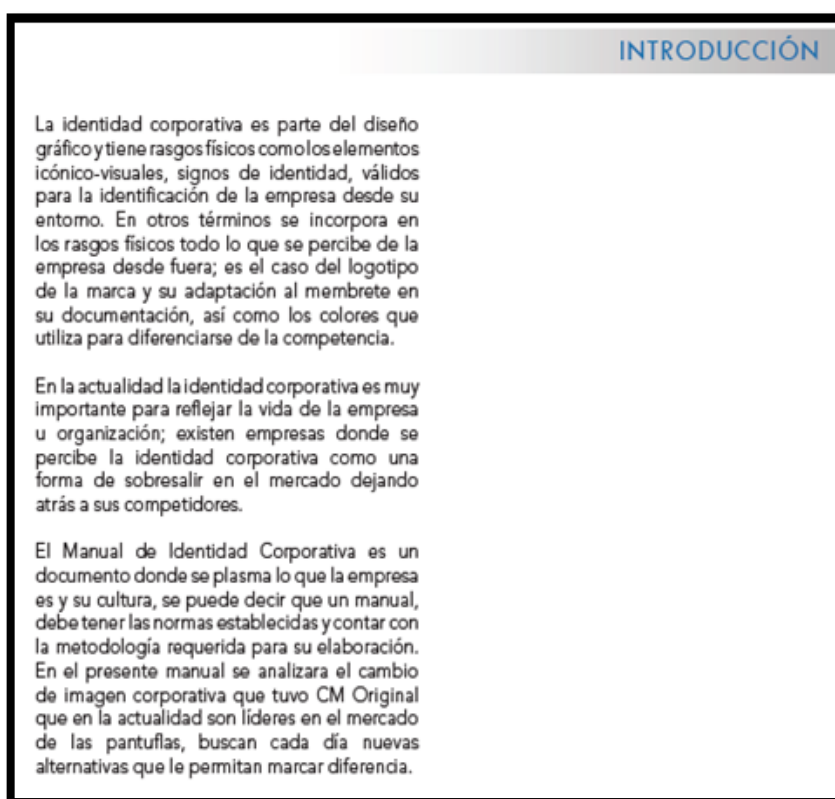 INTRODUCCIÓN
La identidad corporativa es parte del diseño
gráfico y tiene rasgos físicos como los elementos
icónico-visuales, signos de identidad, válidos
para la identificación de la empresa desde su
entorno. En otros términos se incorpora en
los rasgos físicos todo lo que se percibe de la
empresa desde fuera; es el caso del logotipo
de la marca y su adaptación al membrete en
su documentación, así como los colores que
utiliza para diferenciarse de la competencia.
En la actualidad la identidad corporativa es muy
importante para reflejar la vida de la empresa
u organización; existen empresas donde se
percibe la identidad corporativa como una
forma de sobresalir en el mercado dejando
atrás a sus competidores.
El Manual de Identidad Corporativa es un
documento donde se plasma lo que la empresa
es y su cultura, se puede decir que un manual,
debe tener las normas establecidas y contar con
la metodología requerida para su elaboración.
En el presente manual se analizara el cambio
de imagen corporativa que tuvo CM Original
que en la actualidad son líderes en el mercado
de las pantuflas, buscan cada día nuevas
alternativas que le permitan marcar diferencia.